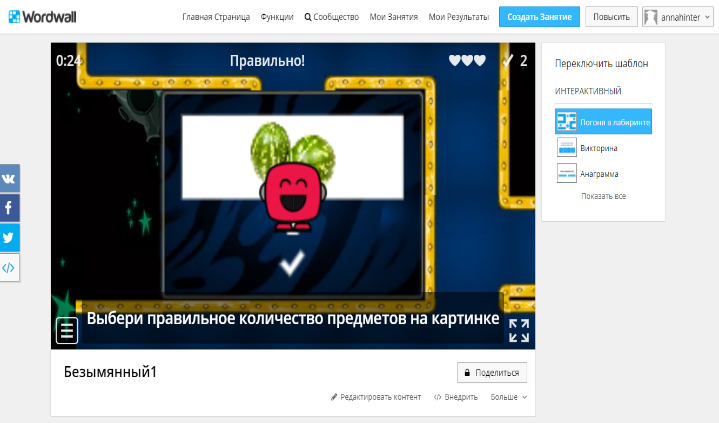 Wordwall
Главная Страница Функции Сообщество Мои Занятия Мои Результаты Создать Занятие Повысить annahinter
0:24 Правильно! 2
Выбери правильное количество предметов на картинке
Безымянный1
Поделиться
Редактировать контент Внедрить Больше
Переключить шаблон
ИНТЕРАКТИВНЫЙ
Погоня в лабиринте
Викторина
Анаграмма
Показать все